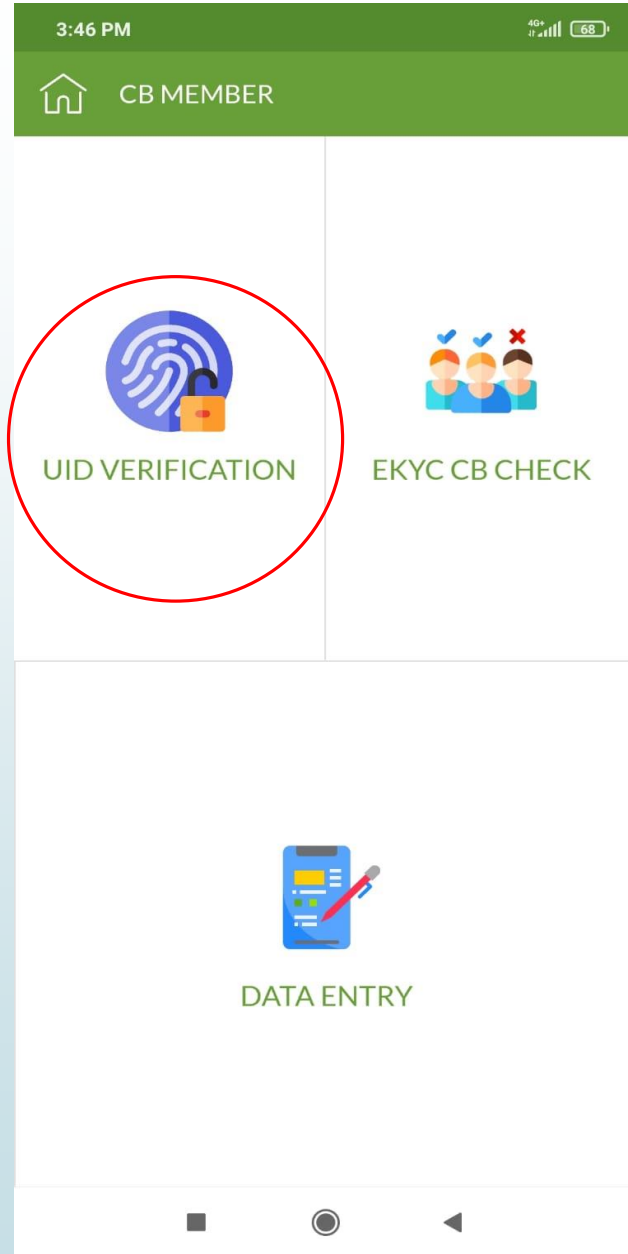 3:46 PM
4G+
68
CB MEMBER
UID VERIFICATION
EKYC CB CHECK
DATA ENTRY